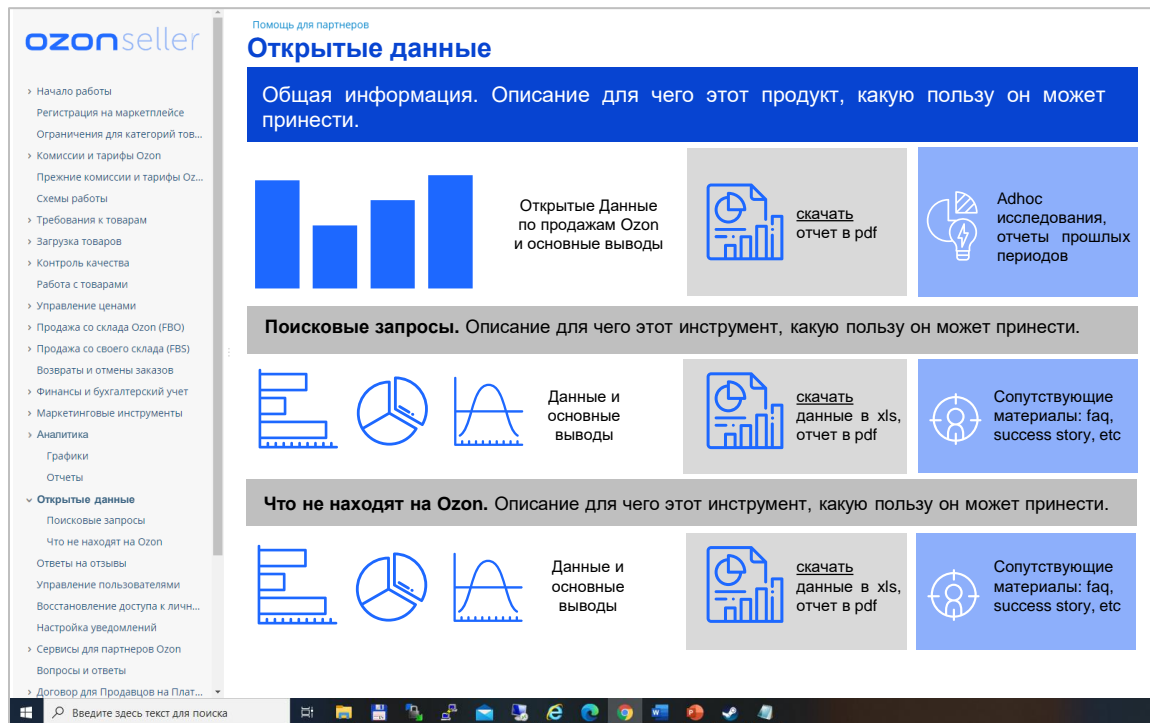 ozonseller
Начало работы
Регистрация на маркетплейсе
Ограничения для категорий тов...
Комиссии и тарифы Ozon
Прежние комиссии и тарифы Oz...
Схемы работы
Требования к товарам
Загрузка товаров
Контроль качества
Работа с товарами
Управление ценами
Продажа со склада Ozon (FBO)
Продажа со своего склада (FBS)
Возвраты и отмены заказов
Финансы и бухгалтерский учет
Маркетинговые инструменты
Аналитика
Графики
Отчеты
Открытые данные
Поисковые запросы
Что не находят на Ozon
Ответы на отзывы
Управление пользователями
Восстановление доступа к личн...
Настройка уведомлений
Сервисы для партнеров Ozon
Вопросы и ответы
Договор для Продавцов на Плат...
Помощь для партнеров
Открытые данные
Общая информация. Описание для чего этот продукт, какую пользу он может
принести.
Открытые Данные
по продажам Ozon
и основные выводы
скачать
отчет в pdf
Adhoc
исследования,
отчеты прошлых
периодов
Поисковые запросы. Описание для чего этот инструмент, какую пользу он может принести.
Данные и
основные
выводы
скачать
данные в xls,
отчет в pdf
Сопутствующие
материалы: faq,
success story, etc
Что не находят на Ozon. Описание для чего этот инструмент, какую пользу он может принести.
Данные и
основные
выводы
скачать
данные в xls,
отчет в pdf
Сопутствующие
материалы: faq,
success story, etc
Введите здесь текст для поиска